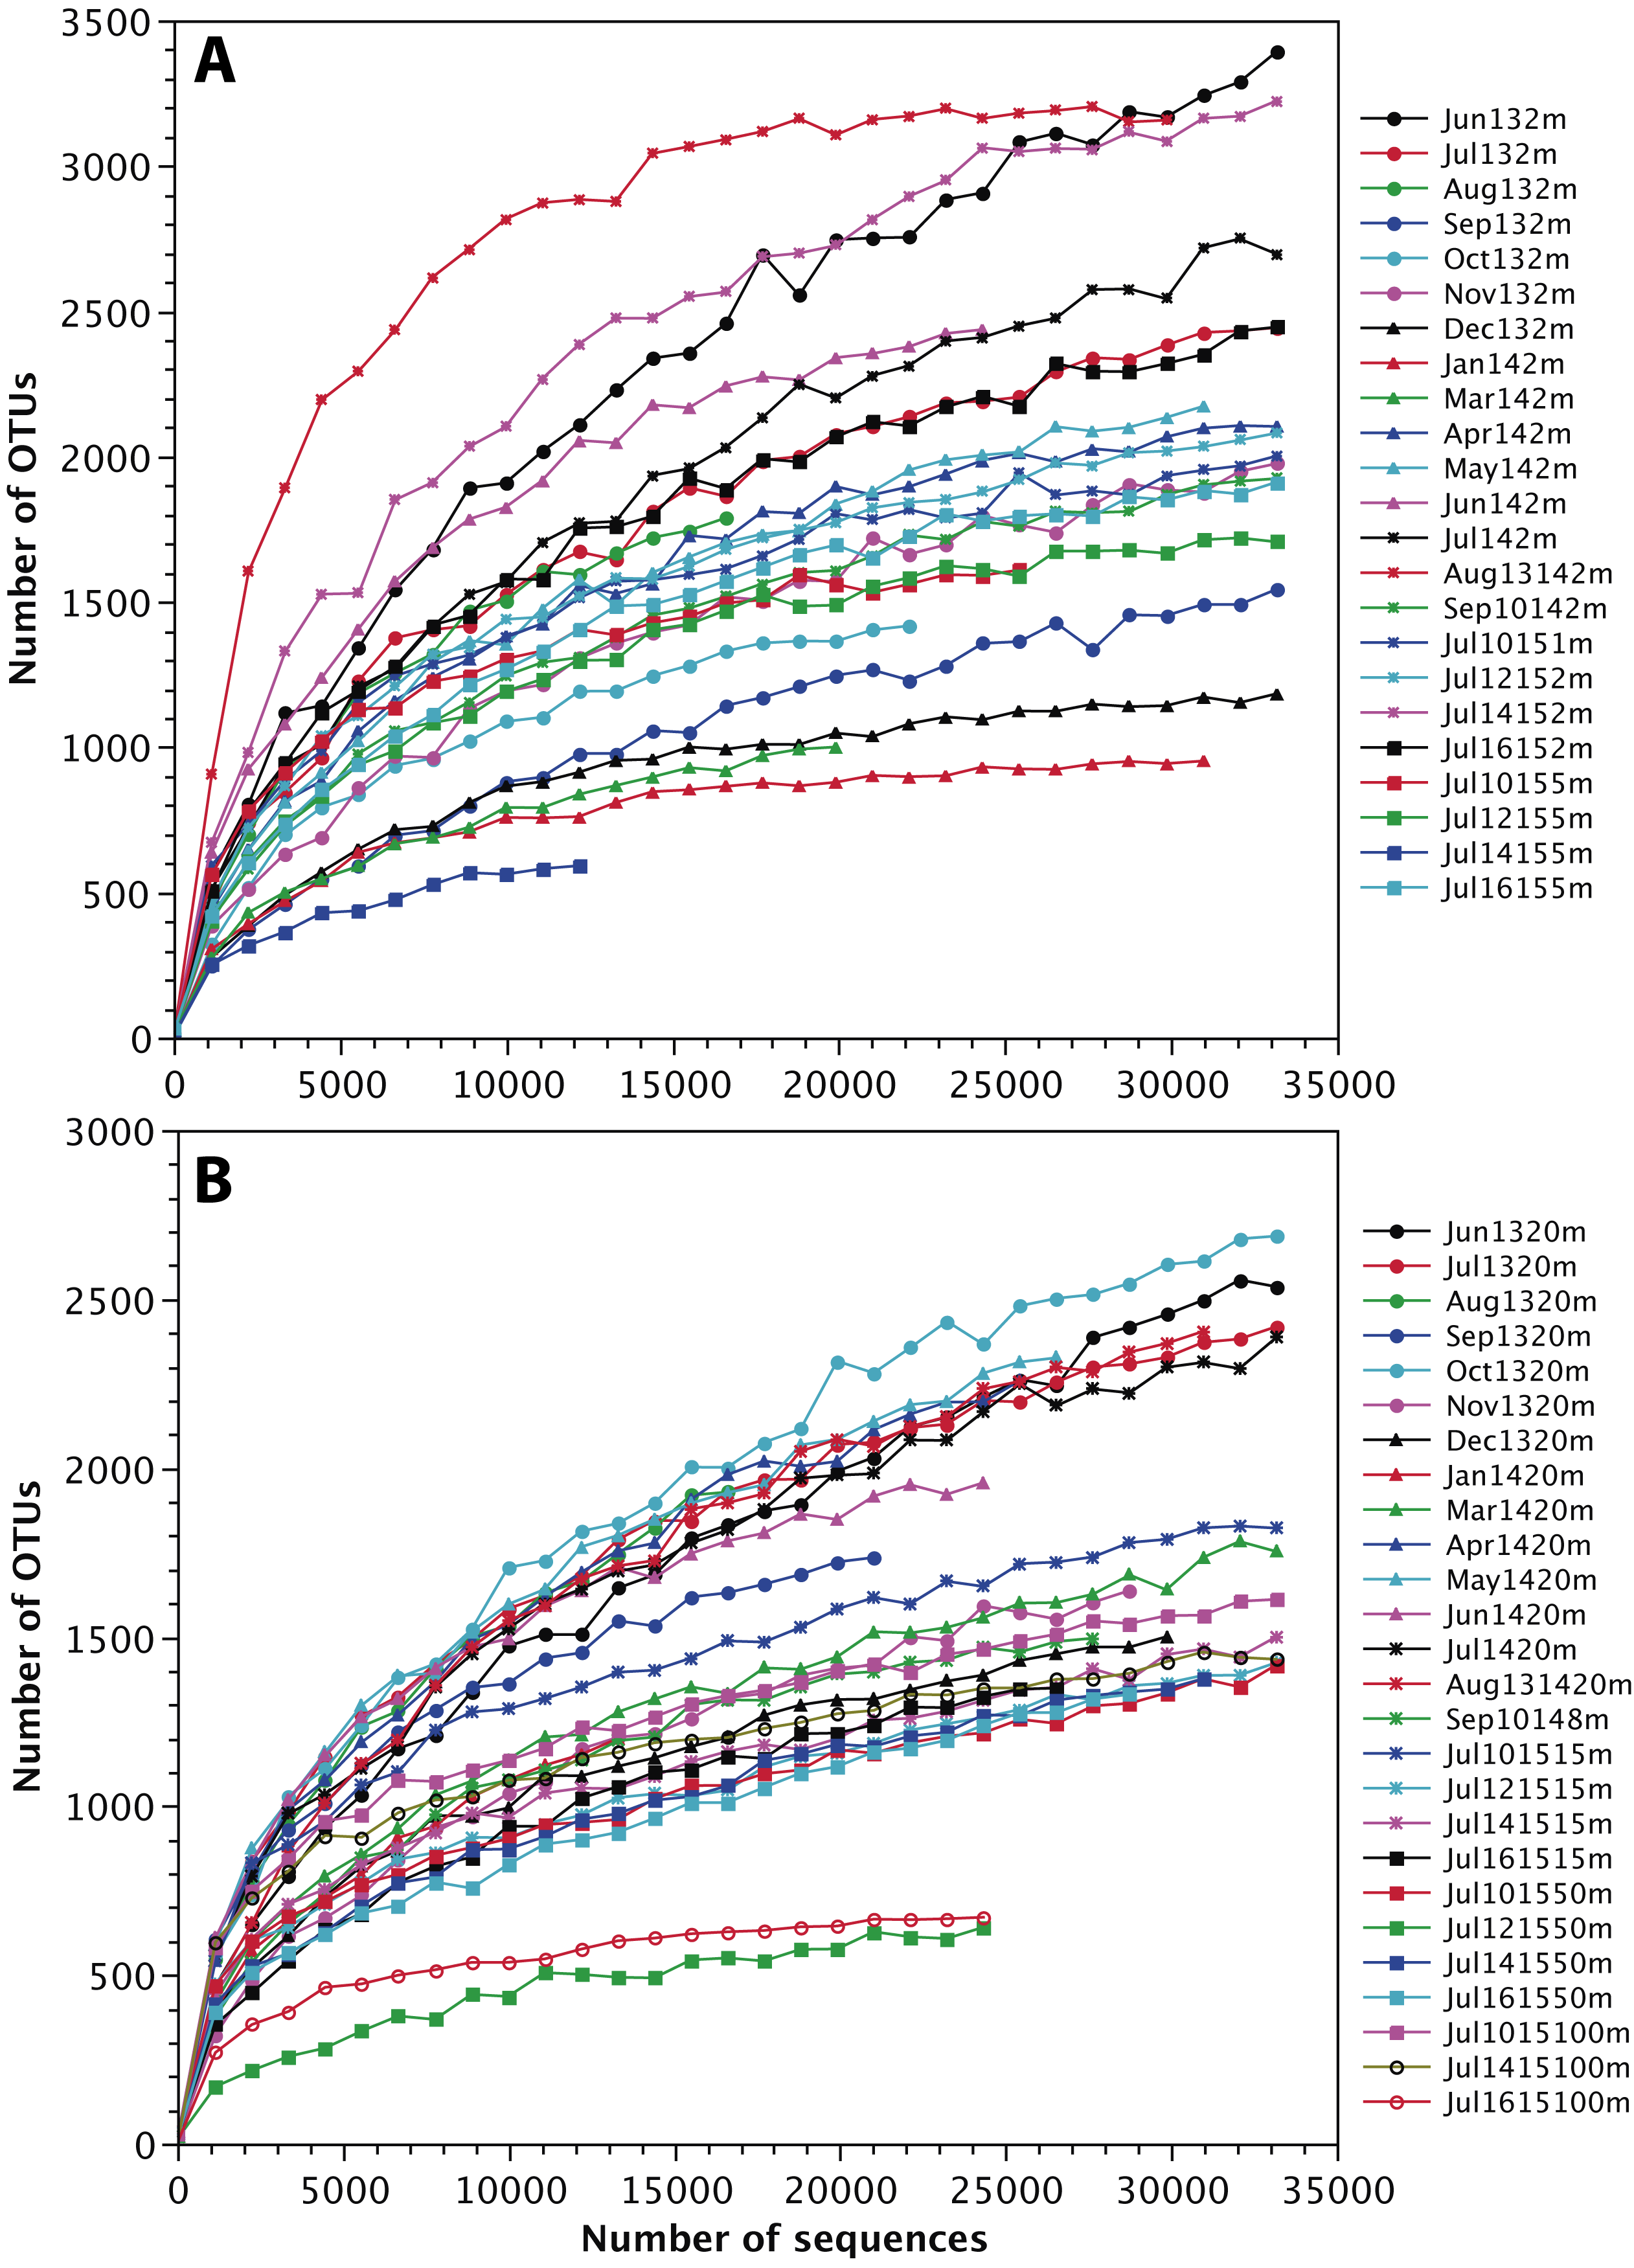 A
3500
3000
2500
2000
1500
1000
500
0
Number of OTUs
0 5000 10000 15000 20000 25000 30000 35000
Jun132m
Jul132m
Aug132m
Sep132m
Oct132m
Nov132m
Dec132m
Jan142m
Mar142m
Apr142m
May142m
Jun142m
Jul142m
Aug13142m
Sep10142m
Jul10151m
Jul12152m
Jul14152m
Jul16152m
Jul10155m
Jul12155m
Jul14155m
Jul16155m
B
3000
2500
2000
1500
1000
500
0
Number of OTUs
0 5000 10000 15000 20000 25000 30000 35000
Number of sequences
Jun1320m
Jul1320m
Aug1320m
Sep1320m
Oct1320m
Nov1320m
Dec1320m
Jan1420m
Mar1420m
Apr1420m
May1420m
Jun1420m
Jul1420m
Aug131420m
Sep10148m
Jul101515m
Jul121515m
Jul141515m
Jul161515m
Jul101550m
Jul121550m
Jul141550m
Jul161550m
Jul1015100m
Jul1415100m
Jul1615100m